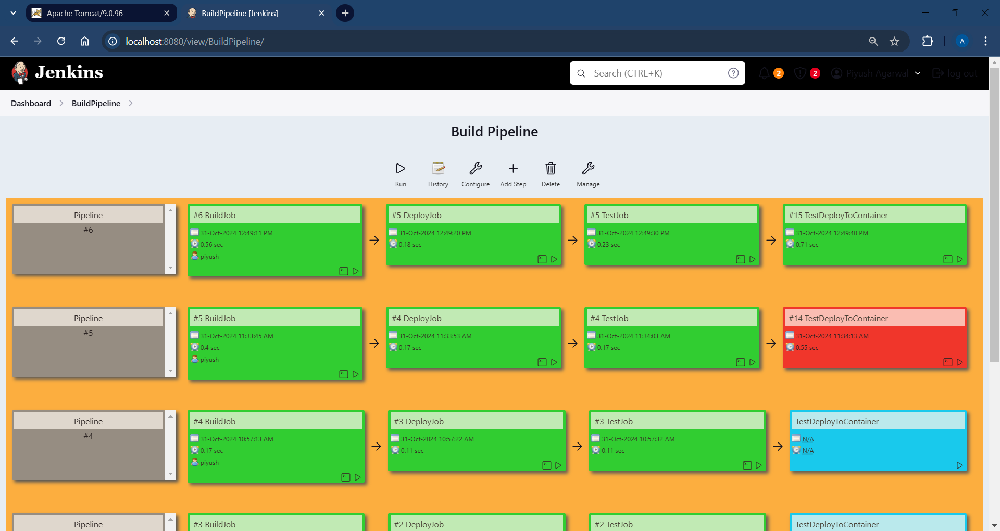 Apache Tomcat/9.0.96
BuildPipeline [Jenkins]
localhost:8080/view/BuildPipeline/
A
Jenkins
Search (CTRL+K)
2
2
Piyush Agarwal
log out
Dashboard
BuildPipeline
Build Pipeline
Run
History
Configure
Add Step
Delete
Manage
Pipeline
#6
#6 BuildJob
31-Oct-2024 12:49:11 PM
0.56 sec
piyush
#5 DeployJob
31-Oct-2024 12:49:20 PM
0.18 sec
#5 TestJob
31-Oct-2024 12:49:30 PM
0.23 sec
#15 TestDeployToContainer
31-Oct-2024 12:49:40 PM
0.71 sec
Pipeline
#5
#5 BuildJob
31-Oct-2024 11:33:45 AM
0.4 sec
piyush
#4 DeployJob
31-Oct-2024 11:33:53 AM
0.17 sec
#4 TestJob
31-Oct-2024 11:34:03 AM
0.17 sec
#14 TestDeployToContainer
31-Oct-2024 11:34:13 AM
0.55 sec
Pipeline
#4
#4 BuildJob
31-Oct-2024 10:57:13 AM
0.17 sec
piyush
#3 DeployJob
31-Oct-2024 10:57:22 AM
0.11 sec
#3 TestJob
31-Oct-2024 10:57:32 AM
0.11 sec
TestDeployToContainer
N/A
N/A
Pipeline
#3 BuildJob
#2 DeployJob
#2 TestJob
TestDeployToContainer